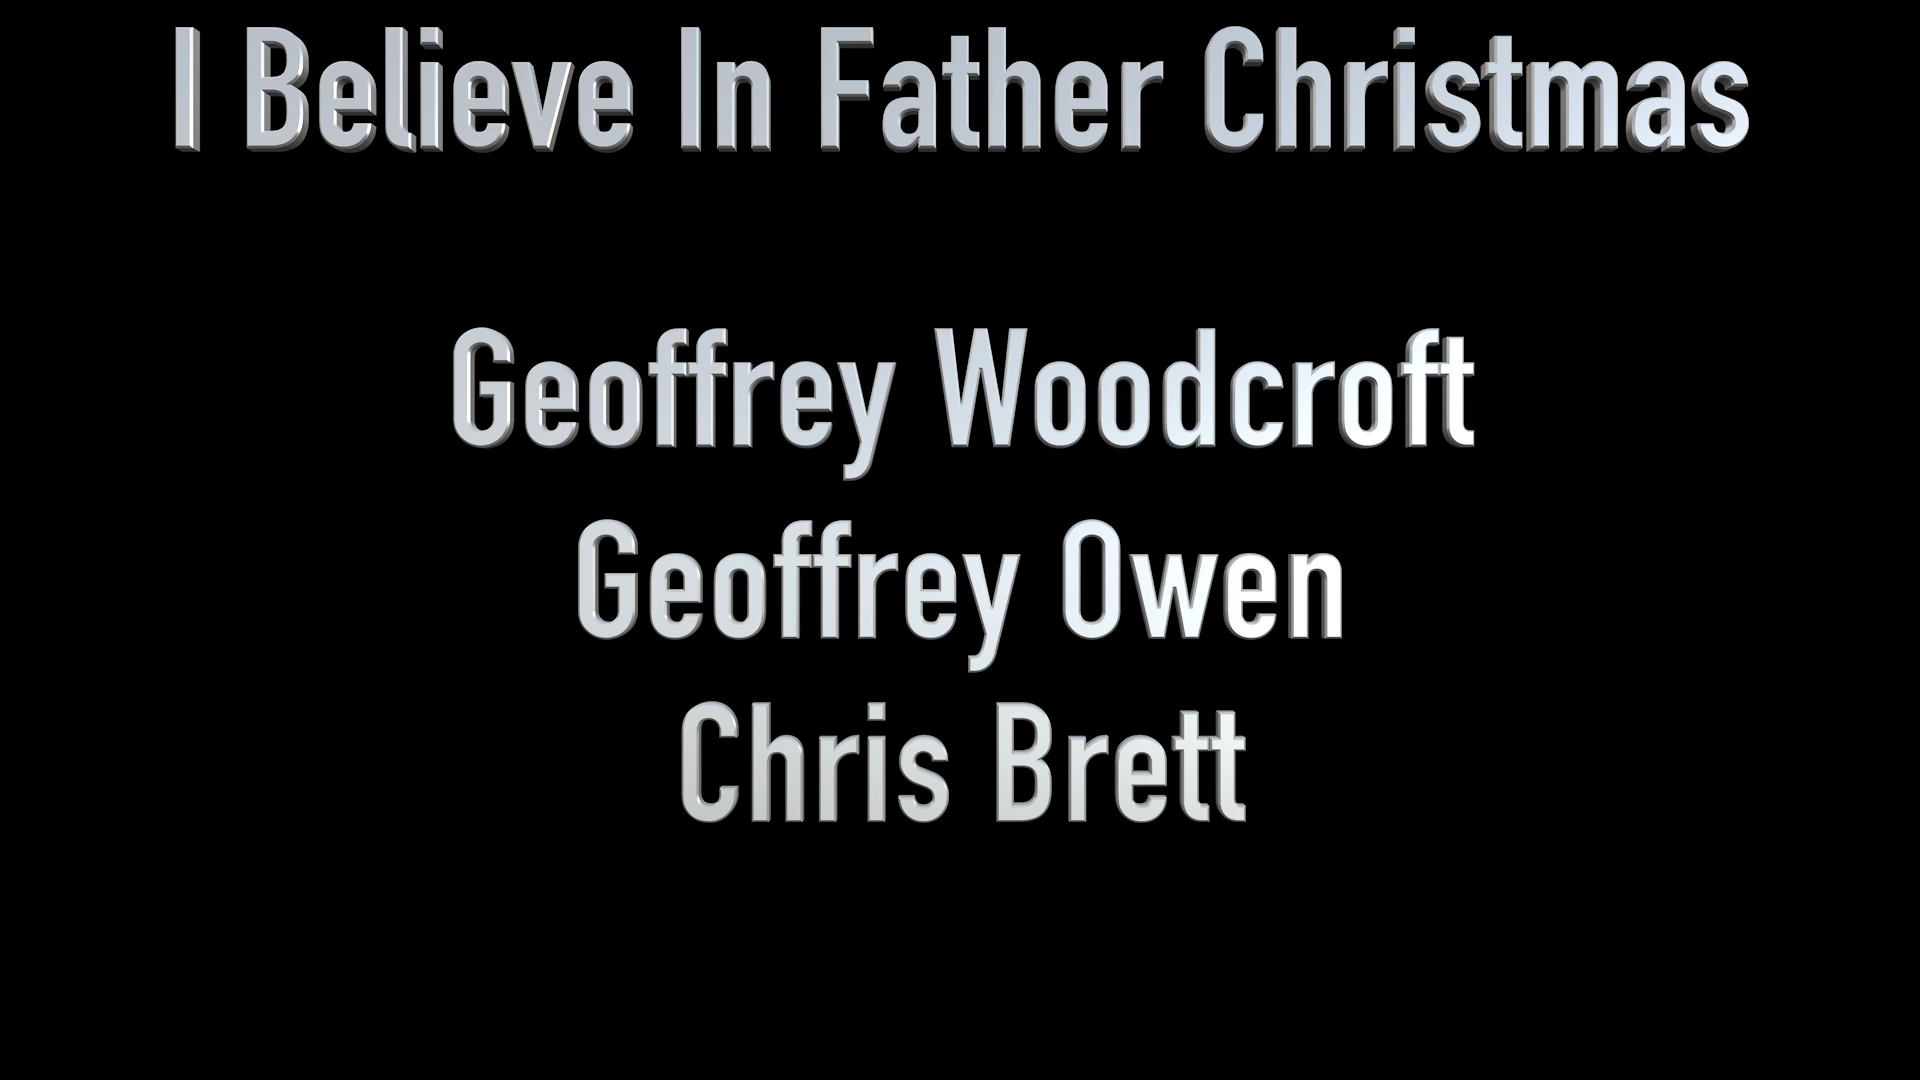 I Believe In Father Christmas
Geoffrey Woodcroft
Geoffrey Owen
Chris Brett